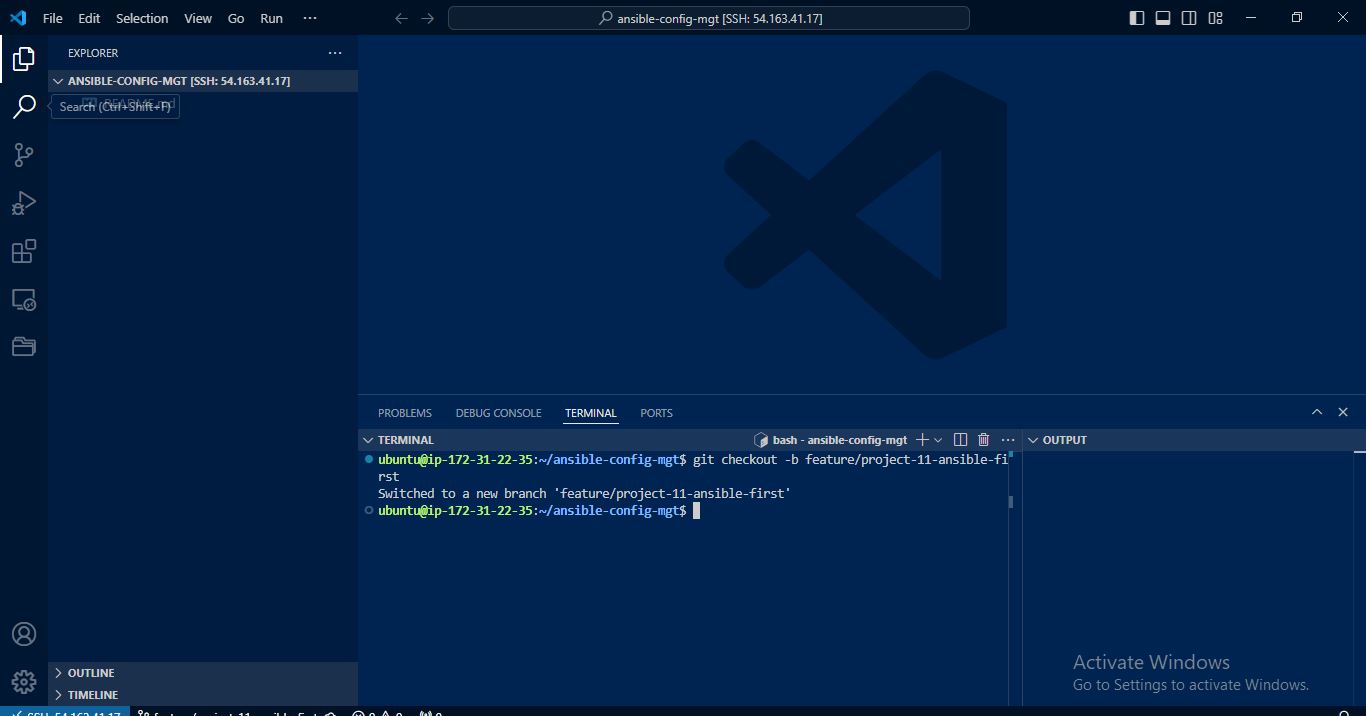 File Edit Selection View Go Run ···
ansible-config-mgt [SSH: 54.163.41.17]
EXPLORER
ANSIBLE-CONFIG-MGT [SSH: 54.163.41.17]
README.md
Search (Ctrl+Shift+F)
PROBLEMS DEBUG CONSOLE TERMINAL PORTS
TERMINAL
bash - ansible-config-mgt
OUTPUT
ubuntu@ip-172-31-22-35:~/ansible-config-mgt$ git checkout -b feature/project-11-ansible-fi
rst
Switched to a new branch 'feature/project-11-ansible-first'
ubuntu@ip-172-31-22-35:~/ansible-config-mgt$
Activate Windows
Go to Settings to activate Windows.
OUTLINE
TIMELINE
SSH: 54.163.41.17